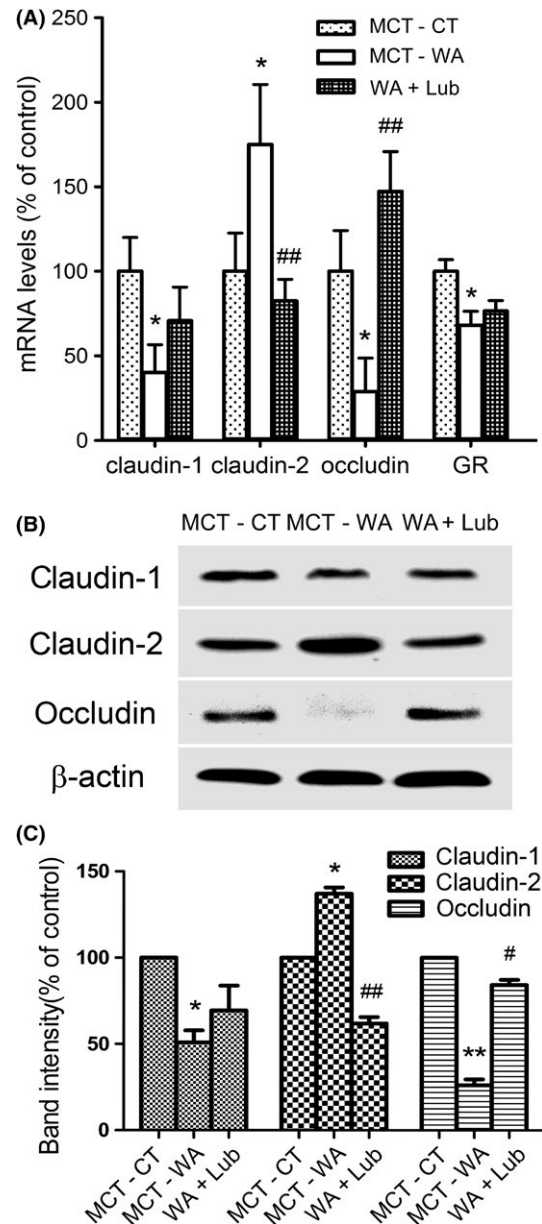 (A)
250
200
150
100
50
0
mRNA levels (% of control)
MCT - CT
MCT - WA
WA + Lub
*
*
##
*
##
*
claudin-1 claudin-2 occludin GR
(B)
MCT - CT MCT - WA WA + Lub
Claudin-1
Claudin-2
Occludin
β-actin
(C)
150
100
50
0
Band intensity(% of control)
Claudin-1
Claudin-2
Occludin
*
*
##
**
#
MCT - CT MCT - WA WA + Lub MCT - CT MCT - WA WA + Lub MCT - CT MCT - WA WA + Lub